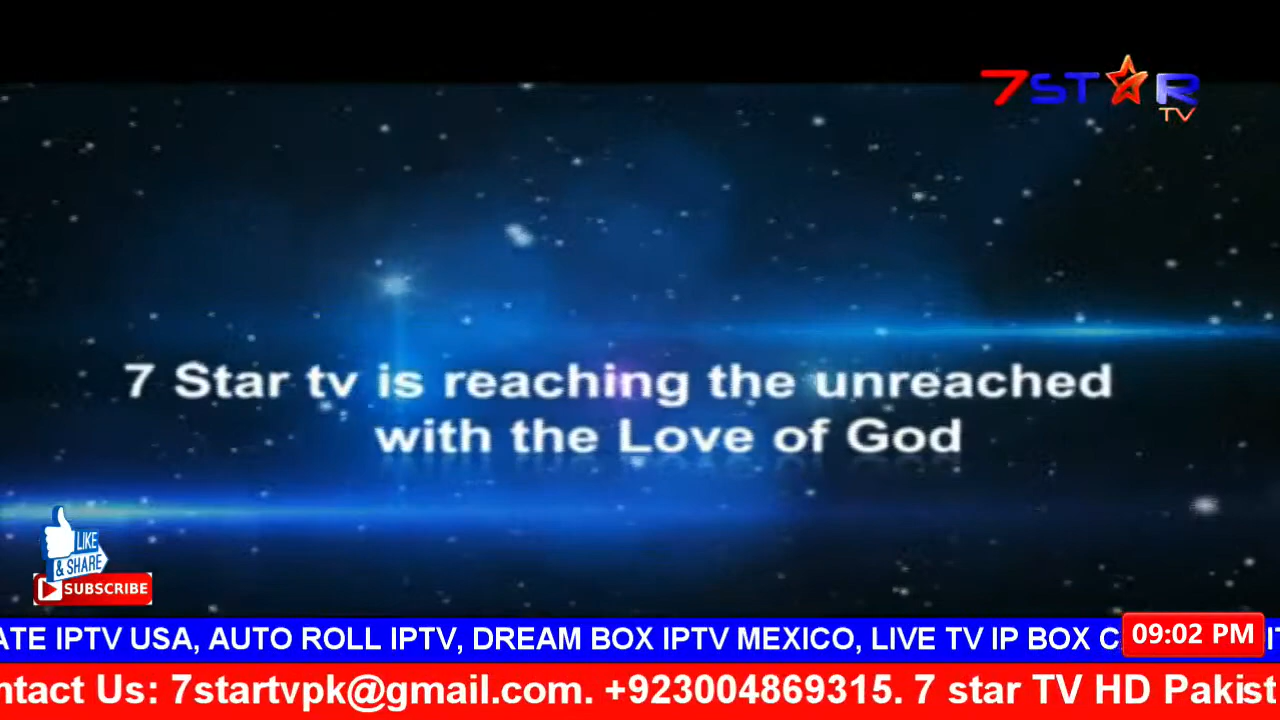 7 STAR
TV
7 Star tv is reaching the unreached
with the Love of God
LIKE
& SHARE
SUBSCRIBE
ATE IPTV USA, AUTO ROLL IPTV, DREAM BOX IPTV MEXICO, LIVE TV IP BOX C
09:02 PM
ntact Us: 7startvpk@gmail.com. +923004869315. 7 star TV HD Pakist